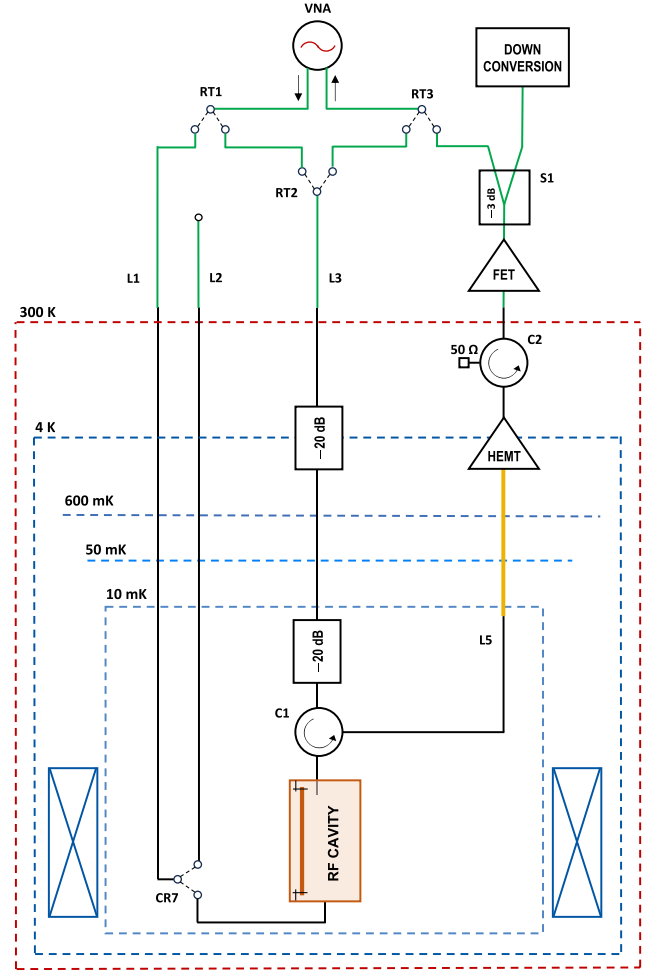 VNA
DOWN
CONVERSION
RT1
RT3
RT2
S1
−3 dB
FET
L1
L2
L3
300 K
C2
50 Ω
−20 dB
4 K
HEMT
600 mK
50 mK
10 mK
−20 dB
L5
C1
RF CAVITY
CR7